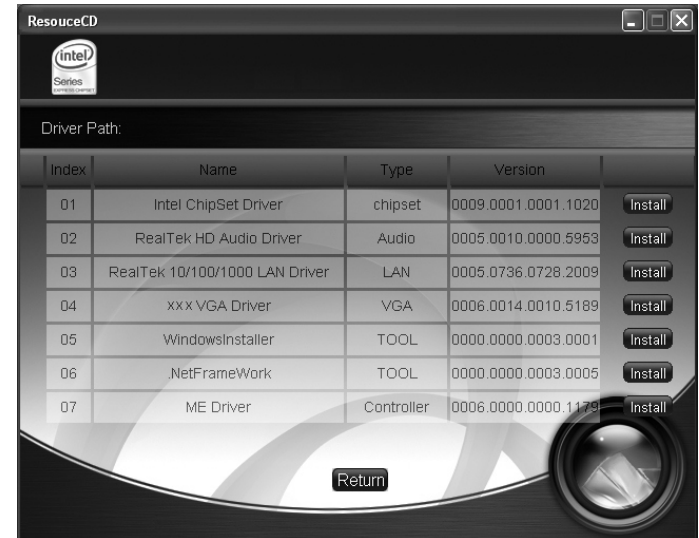 ResouceCD
intel
Series
Driver Path:
Index Name Type Version
01 Intel ChipSet Driver chipset 0009.0001.0001.1020 Install
02 RealTek HD Audio Driver Audio 0005.0010.0000.5953 Install
03 RealTek 10/100/1000 LAN Driver LAN 0005.0736.0728.2009 Install
04 xxx VGA Driver VGA 0006.0014.0010.5189 Install
05 WindowsInstaller TOOL 0000.0000.0003.0001 Install
06 .NetFrameWork TOOL 0000.0000.0003.0005 Install
07 ME Driver Controller 0006.0000.0000.1179 Install
Return